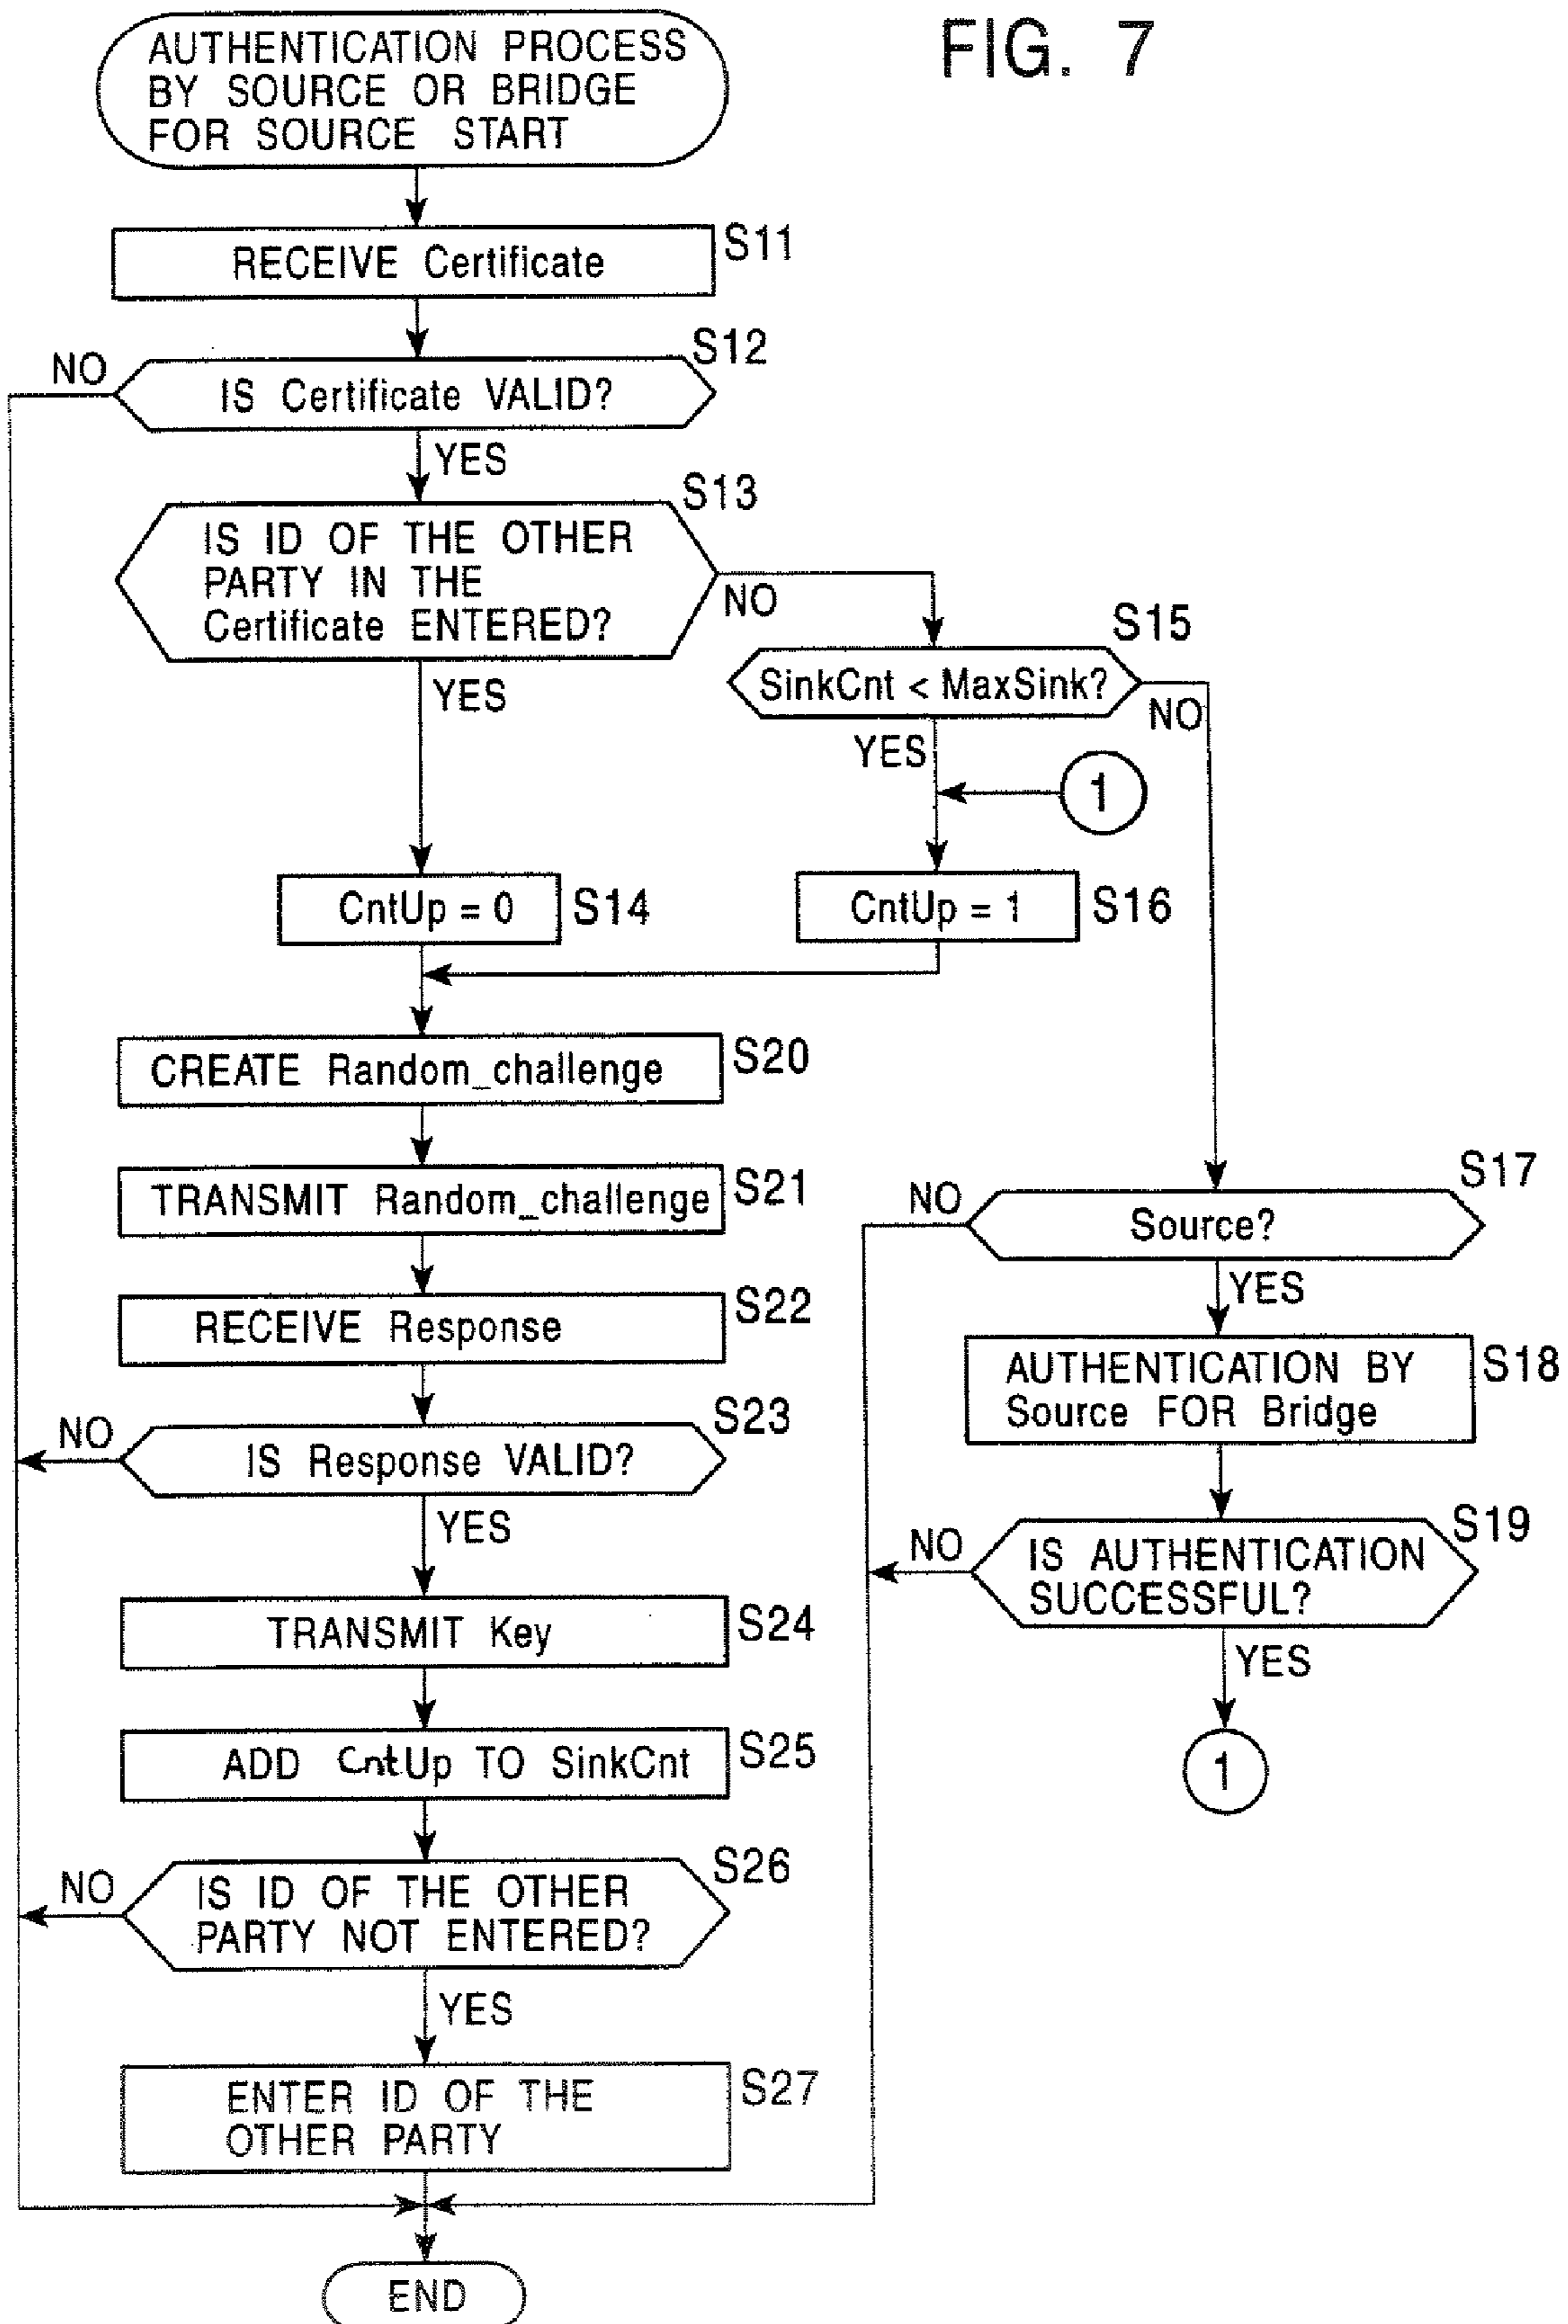 FIG. 7
AUTHENTICATION PROCESS
BY SOURCE OR BRIDGE
FOR SOURCE START
RECEIVE Certificate
S11
S12
NO
IS Certificate VALID?
YES
S13
IS ID OF THE OTHER
PARTY IN THE
Certificate ENTERED?
NO
YES
S15
SinkCnt < MaxSink?
NO
YES
1
CntUp = 0
S14
CntUp = 1
S16
CREATE Random_challenge
S20
TRANSMIT Random_challenge
S21
RECEIVE Response
S22
S23
NO
IS Response VALID?
YES
TRANSMIT Key
S24
ADD CntUp TO SinkCnt
S25
S26
NO
IS ID OF THE OTHER
PARTY NOT ENTERED?
YES
ENTER ID OF THE
OTHER PARTY
S27
END
S17
NO
Source?
YES
AUTHENTICATION BY
Source FOR Bridge
S18
S19
NO
IS AUTHENTICATION
SUCCESSFUL?
YES
1